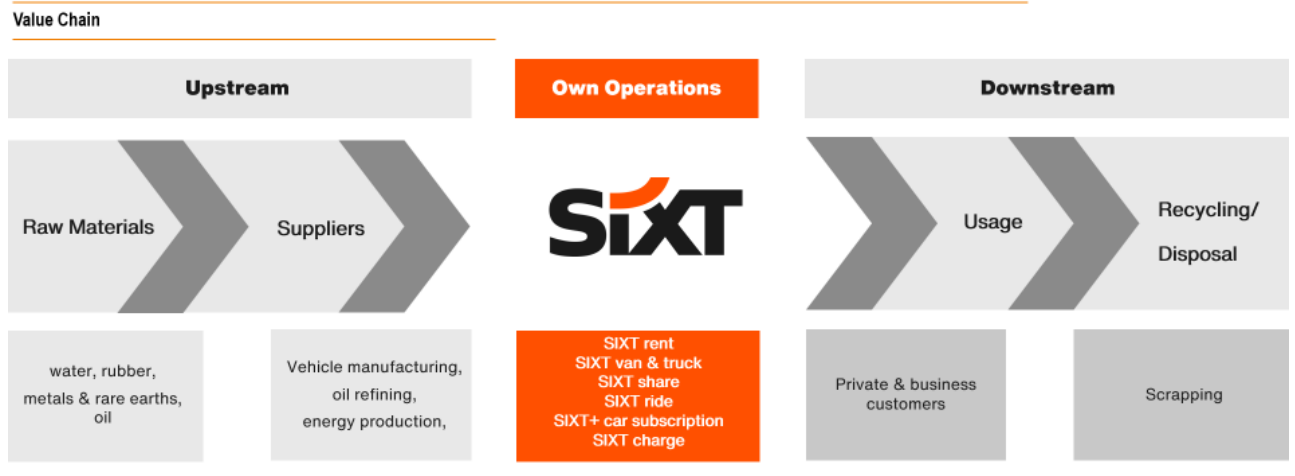 Value Chain
Upstream
Own Operations
Downstream
Raw Materials
Suppliers
SiXT
Usage
Recycling/
Disposal
water, rubber,
metals & rare earths,
oil
Vehicle manufacturing,
oil refining,
energy production,
SIXT rent
SIXT van & truck
SIXT share
SIXT ride
SIXT+ car subscription
SIXT charge
Private & business
customers
Scrapping